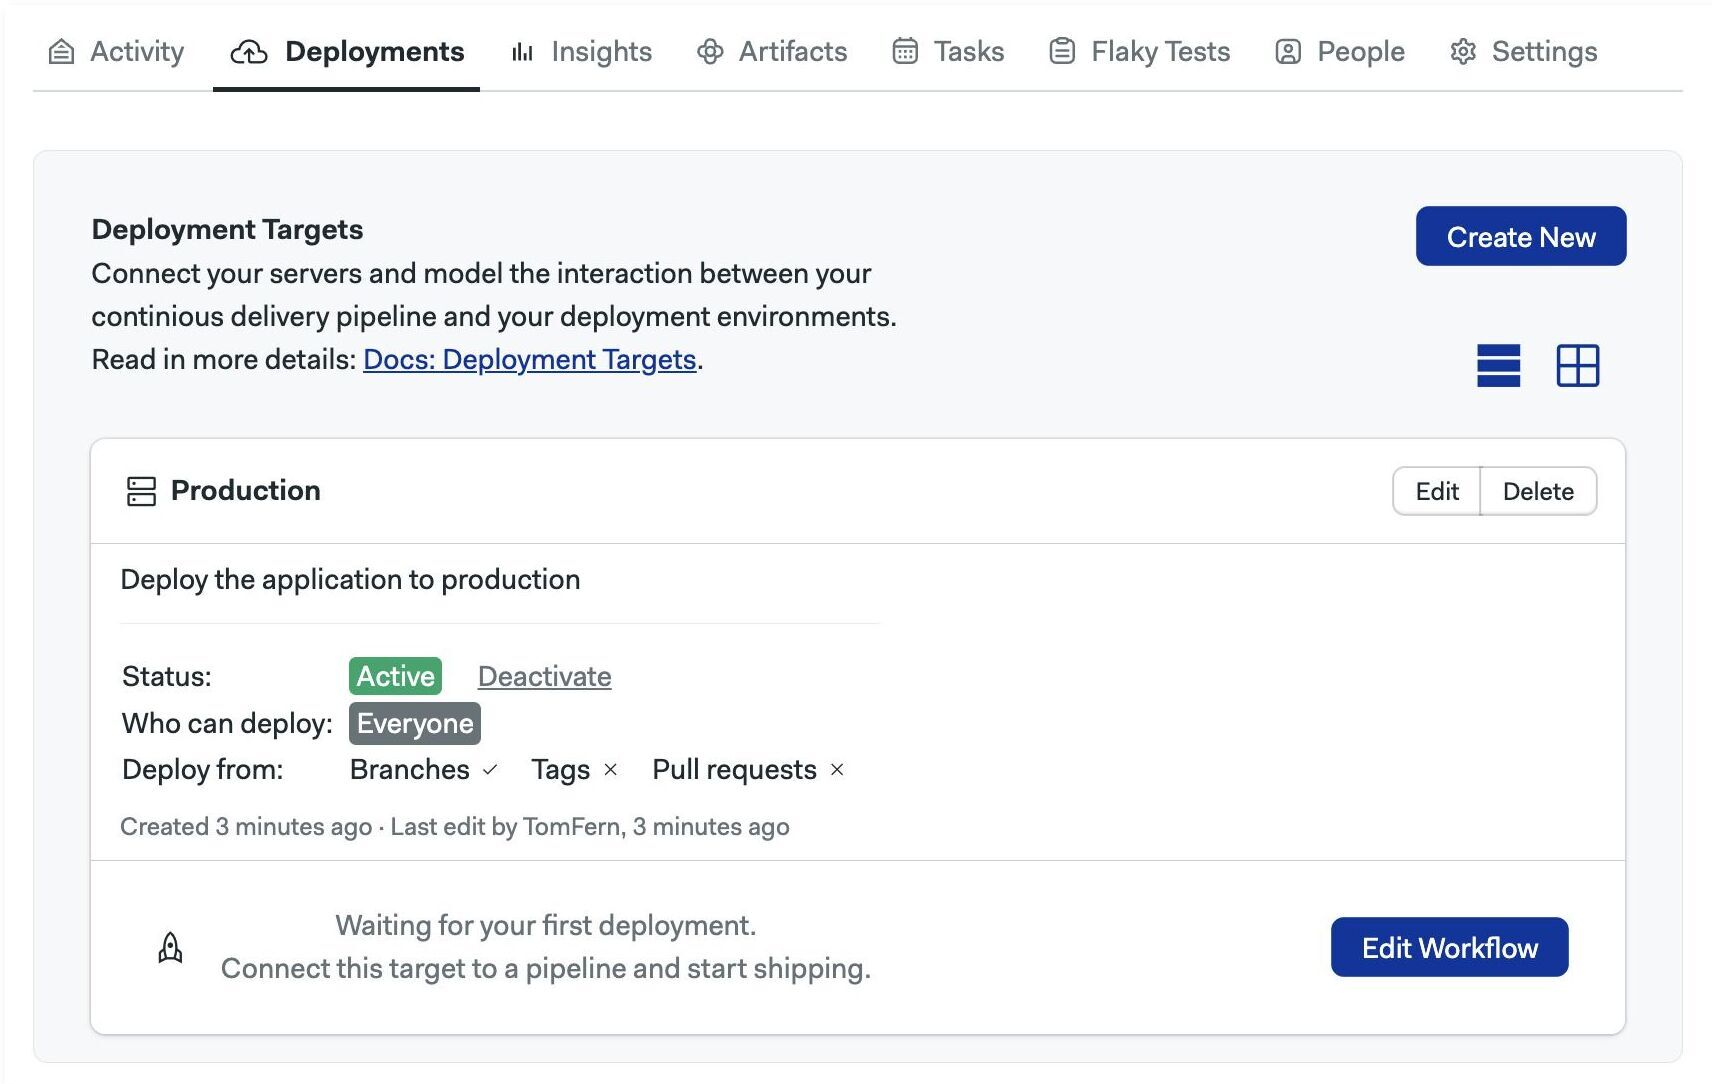 Activity Deployments Insights Artifacts Tasks Flaky Tests People Settings
Deployment Targets
Create New
Connect your servers and model the interaction between your
continious delivery pipeline and your deployment environments.
Read in more details: Docs: Deployment Targets.
Production
Edit Delete
Deploy the application to production
Status: Active Deactivate
Who can deploy: Everyone
Deploy from: Branches ✓ Tags × Pull requests ×
Created 3 minutes ago · Last edit by TomFern, 3 minutes ago
Waiting for your first deployment.
Connect this target to a pipeline and start shipping.
Edit Workflow